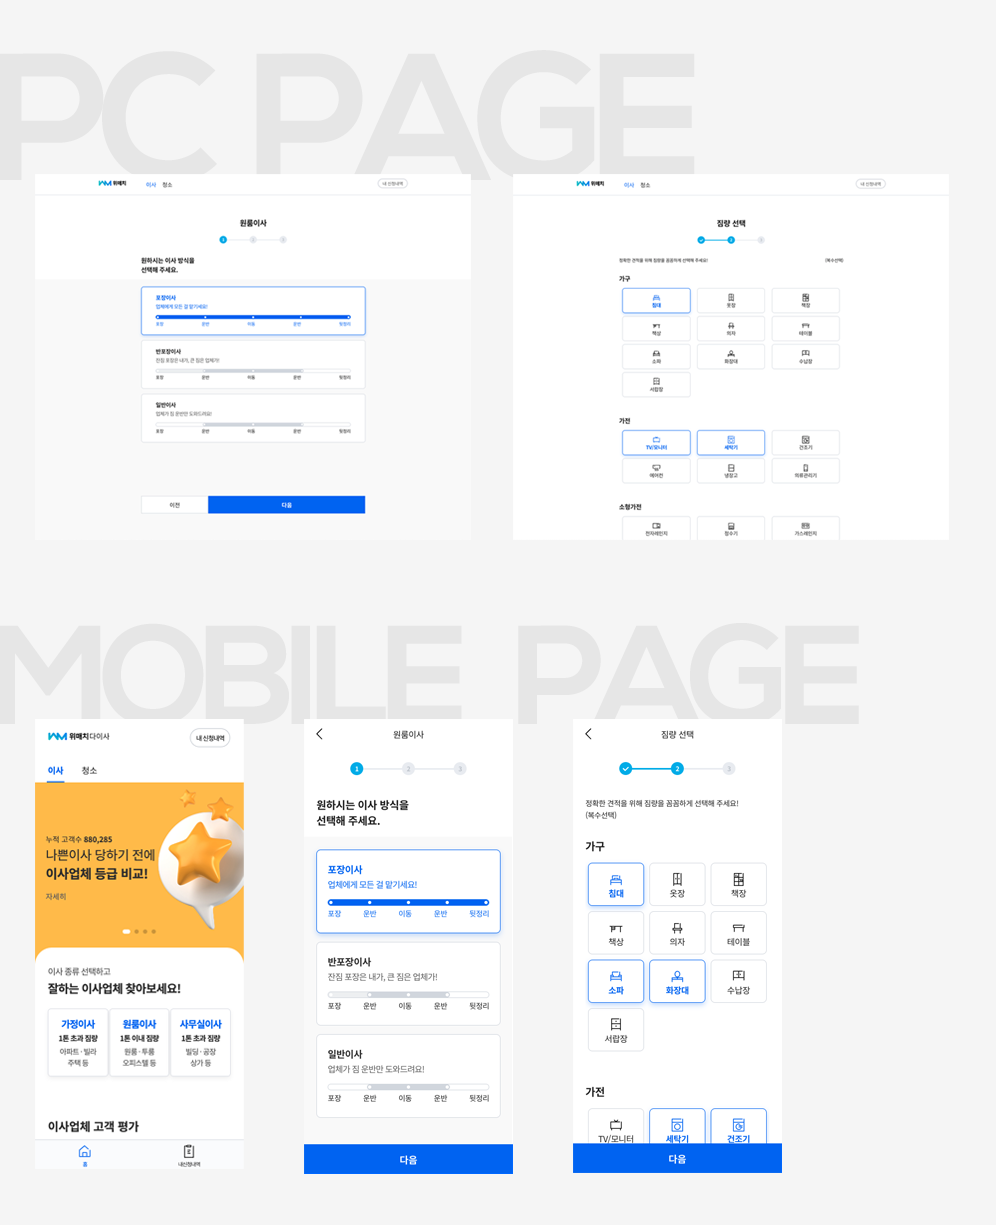 PC PAGE
위매치
이사 청소
내 신청내역
원룸이사
1 2 3
원하시는 이사 방식을
선택해 주세요.
포장이사
업체에게 모든 걸 맡기세요!
포장 운반 이동 운반 뒷정리
반포장이사
잔짐 포장은 내가, 큰 짐은 업체가!
포장 운반 이동 운반 뒷정리
일반이사
업체가 짐 운반만 도와드려요!
포장 운반 이동 운반 뒷정리
이전 다음
위매치
이사 청소
내 신청내역
짐량 선택
2 3
정확한 견적을 위해 짐량을 꼼꼼하게 선택해 주세요! (복수선택)
가구
침대 옷장 책장
책상 의자 테이블
소파 화장대 수납장
서랍장
가전
TV/모니터 세탁기 건조기
에어컨 냉장고 의류관리기
소형가전
전자레인지 정수기 가스레인지
MOBILE PAGE
위매치다이사
내 신청내역
이사 청소
누적 고객수 880,285
나쁜이사 당하기 전에
이사업체 등급 비교!
자세히
이사 종류 선택하고
잘하는 이사업체 찾아보세요!
가정이사 원룸이사 사무실이사
1톤 초과 짐량 1톤 이내 짐량 1톤 초과 짐량
아파트·빌라 원룸·투룸 빌딩·공장
주택 등 오피스텔 등 상가 등
이사업체 고객 평가
홈 내신청내역
원룸이사
1 2 3
원하시는 이사 방식을
선택해 주세요.
포장이사
업체에게 모든 걸 맡기세요!
포장 운반 이동 운반 뒷정리
반포장이사
잔짐 포장은 내가, 큰 짐은 업체가!
포장 운반 이동 운반 뒷정리
일반이사
업체가 짐 운반만 도와드려요!
포장 운반 이동 운반 뒷정리
다음
짐량 선택
2 3
정확한 견적을 위해 짐량을 꼼꼼하게 선택해 주세요!
(복수선택)
가구
침대 옷장 책장
책상 의자 테이블
소파 화장대 수납장
서랍장
가전
TV/모니터 세탁기 건조기
다음